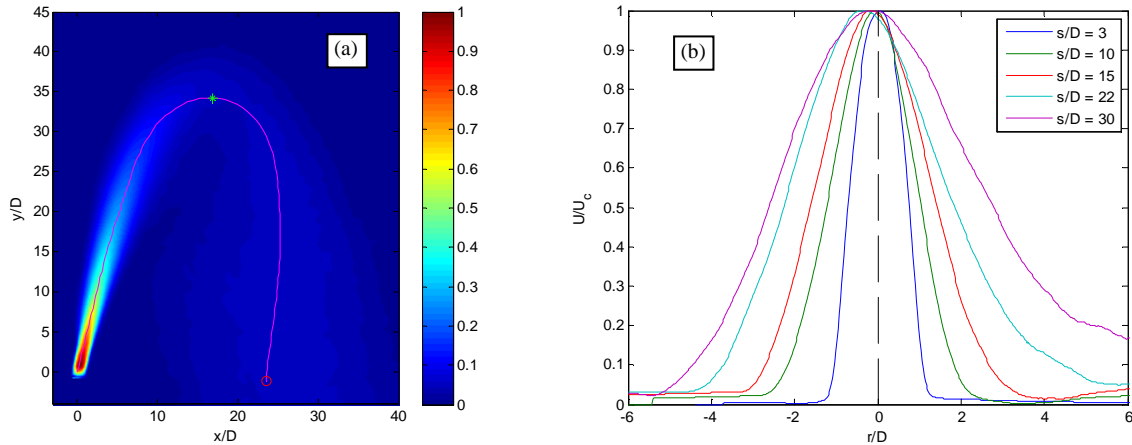 (a)
45
40
35
30
25
20
15
10
5
0
y/D
0 10 20 30 40
x/D
1
0.9
0.8
0.7
0.6
0.5
0.4
0.3
0.2
0.1
0
(b)
1
0.9
0.8
0.7
0.6
0.5
0.4
0.3
0.2
0.1
0
U/Uc
-6 -4 -2 0 2 4 6
r/D
s/D = 3
s/D = 10
s/D = 15
s/D = 22
s/D = 30